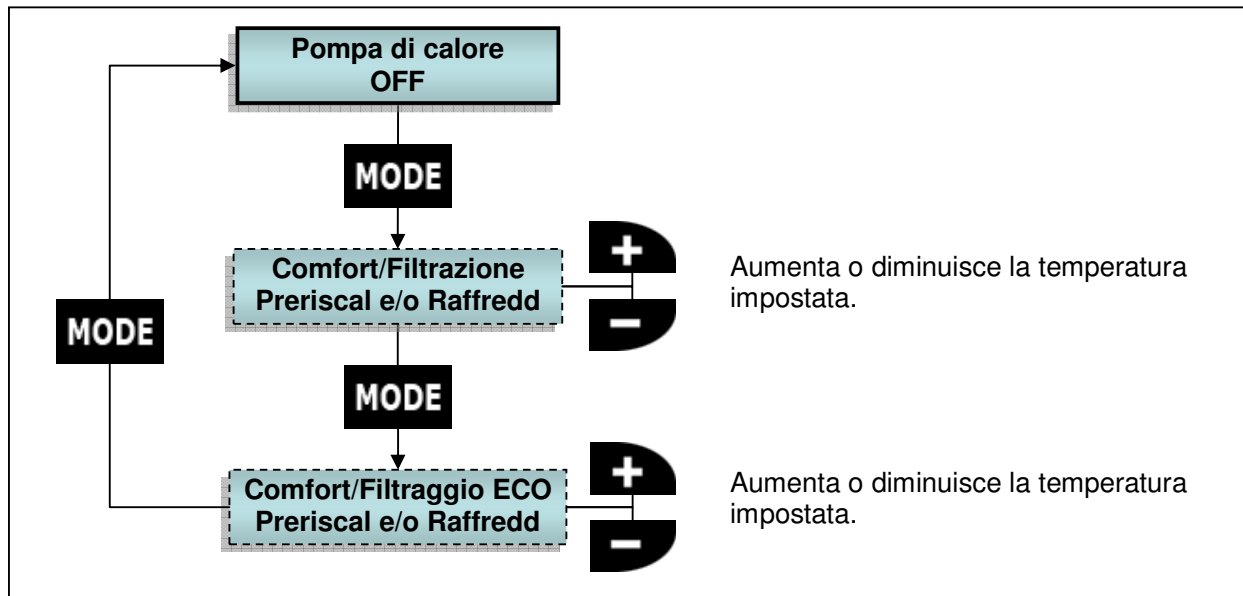 Pompa di calore
OFF
MODE
Comfort/Filtrazione
Preriscal e/o Raffredd
+
−
Aumenta o diminuisce la temperatura
impostata.
MODE
MODE
Comfort/Filtraggio ECO
Preriscal e/o Raffredd
+
−
Aumenta o diminuisce la temperatura
impostata.